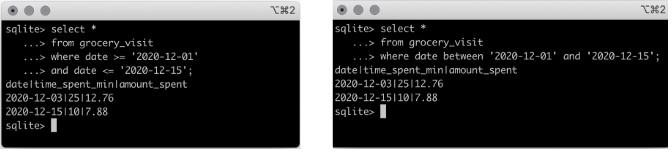 ⌥⌘2
sqlite> select *
...> from grocery_visit
...> where date >= '2020-12-01'
...> and date <= '2020-12-15';
date|time_spent_min|amount_spent
2020-12-03|25|12.76
2020-12-15|10|7.88
sqlite>
⌥⌘2
sqlite> select *
...> from grocery_visit
...> where date between '2020-12-01' and '2020-12-15';
date|time_spent_min|amount_spent
2020-12-03|25|12.76
2020-12-15|10|7.88
sqlite>